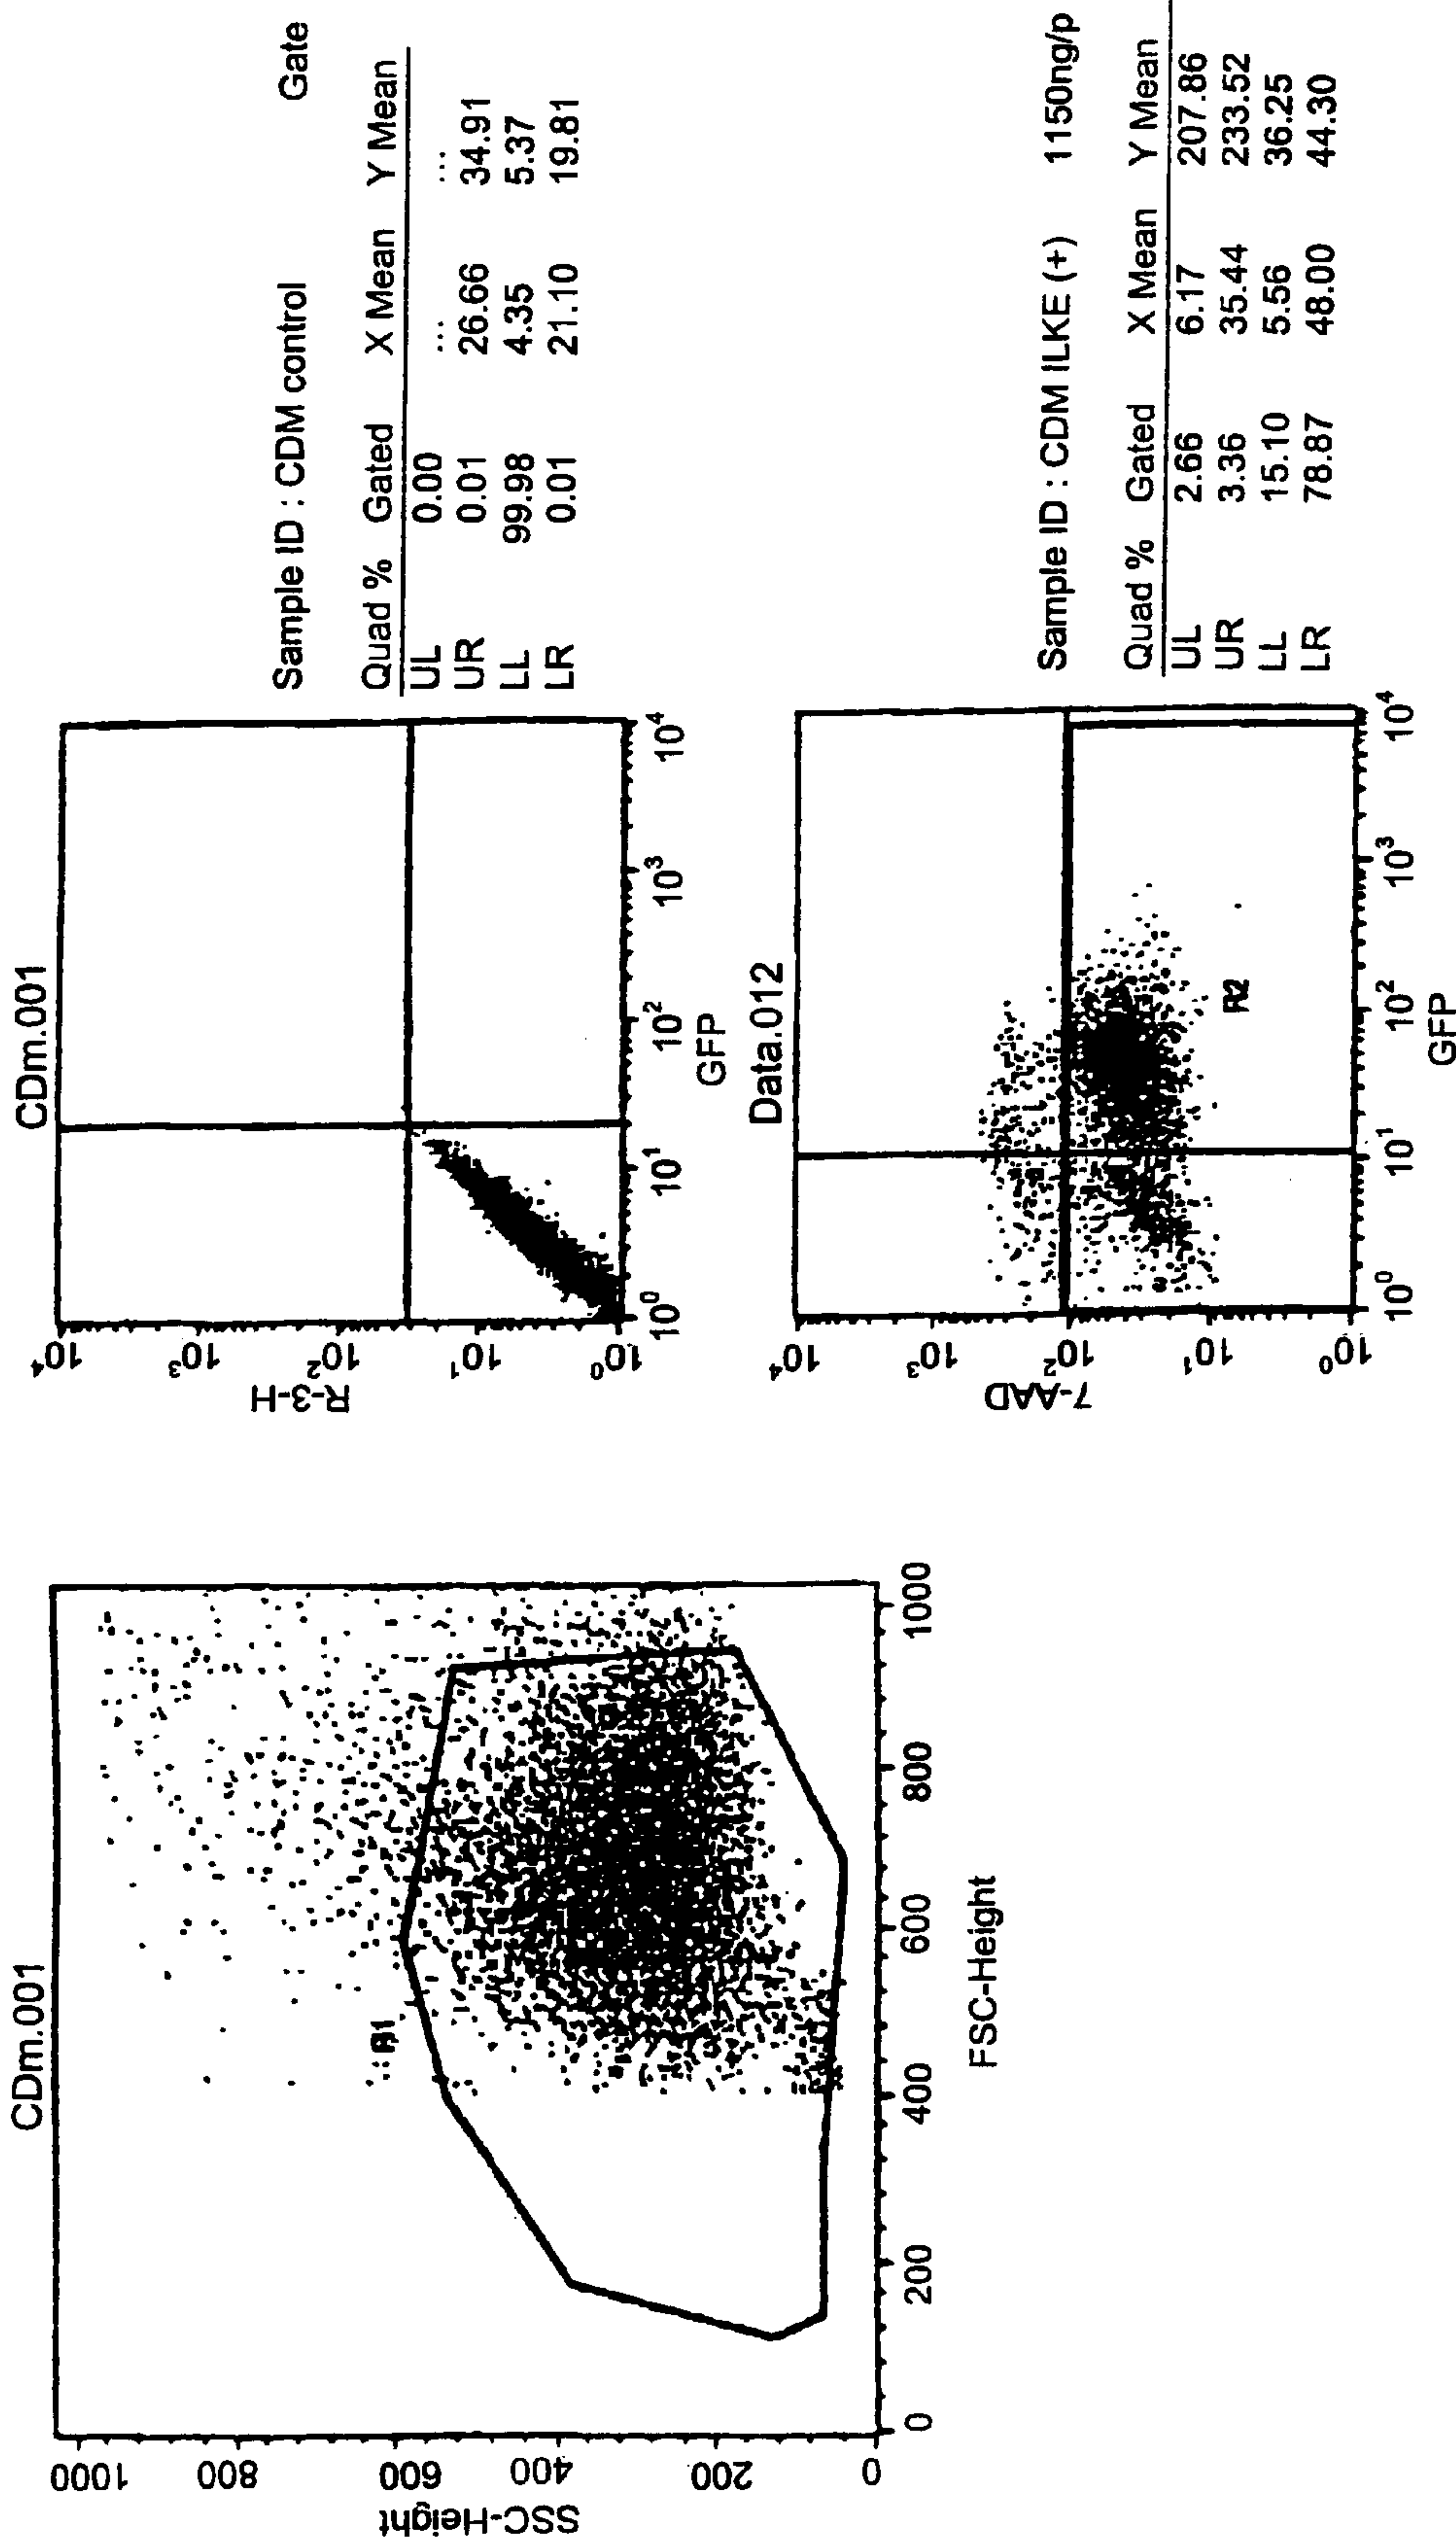 CDm.001
SSC-Height
1000
800
600
400
200
0
R1
0 200 400 600 800 1000
FSC-Height
CDm.001
R-3-H
10⁴
10³
10²
10¹
10⁰
10⁰ 10¹ 10² 10³ 10⁴
GFP
Sample ID : CDM control Gate
Quad % Gated X Mean Y Mean
UL 0.00 ... ...
UR 0.01 26.66 34.91
LL 99.98 4.35 5.37
LR 0.01 21.10 19.81
Data.012
7-AAD
10⁴
10³
10²
10¹
10⁰
R2
10⁰ 10¹ 10² 10³ 10⁴
GFP
Sample ID : CDM ILKE (+) 1150ng/p
Quad % Gated X Mean Y Mean
UL 2.66 6.17 207.86
UR 3.36 35.44 233.52
LL 15.10 5.56 36.25
LR 78.87 48.00 44.30